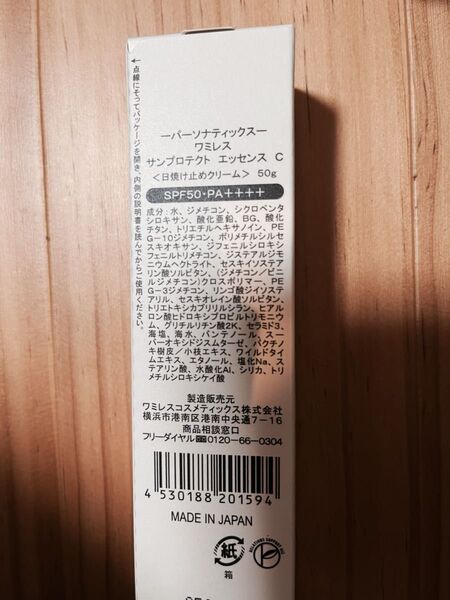 ←点線にそってパッケージを開き、内側の説明書を読んでからご使用ください。
―パーソナティックス―
ワミレス
サンプロテクト エッセンス C
＜日焼け止めクリーム＞ 50g
SPF50・PA++++
成分：水、ジメチコン、シクロペンタ
シロキサン、酸化亜鉛、BG、酸化
チタン、トリエチルヘキサノイン、PE
G-10ジメチコン、ポリメチルシルセ
スキオキサン、ジフェニルシロキシ
フェニルトリメチコン、ジステアルジモ
ニウムヘクトライト、セスキイソステア
リン酸ソルビタン、（ジメチコン/ビニ
ルジメチコン）クロスポリマー、PE
G-3ジメチコン、リンゴ酸ジイソステ
アリル、セスキオレイン酸ソルビタン、
トリエトキシカプリリルシラン、ヒアル
ロン酸ヒドロキシプロピルトリモニウ
ム、グリチルリチン酸2K、セラミド3、
海塩、海水、パンテノール、スー
パーオキシドジスムターゼ、パクチノ
キ樹皮／小枝エキス、ワイルドタイ
ムエキス、エタノール、塩化Na、ス
テアリン酸、水酸化Al、シリカ、トリ
メチルシロキシケイ酸
製造販売元
ワミレスコスメティックス株式会社
横浜市港南区港南中央通7-16
商品相談窓口
フリーダイヤル 0120-66-0304
4 530188 201594
MADE IN JAPAN
紙
箱